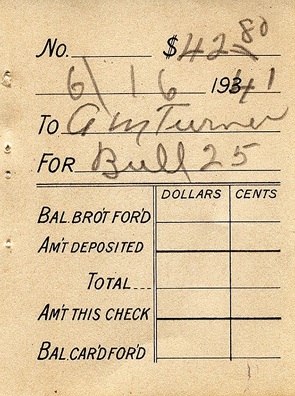 No. $42 80
6\16 1941
To A M Turner
For Bull 25
DOLLARS CENTS
BAL. BRO'T FOR'D
AM'T DEPOSITED
TOTAL....
AM'T THIS CHECK
BAL. CAR'D FOR'D